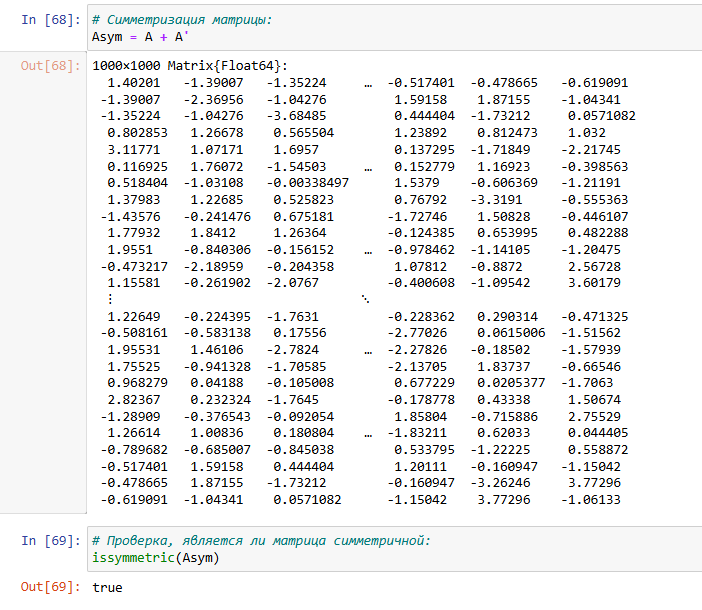 In [68]: # Симметризация матрицы:
Asym = A + A'
Out[68]: 1000×1000 Matrix{Float64}:
1.40201 -1.39007 -1.35224 … -0.517401 -0.478665 -0.619091
-1.39007 -2.36956 -1.04276 1.59158 1.87155 -1.04341
-1.35224 -1.04276 -3.68485 0.444404 -1.73212 0.0571082
0.802853 1.26678 0.565504 1.23892 0.812473 1.032
3.11771 1.07171 1.6957 0.137295 -1.71849 -2.21745
0.116925 1.76072 -1.54503 … 0.152779 1.16923 -0.398563
0.518404 -1.03108 -0.00338497 1.5379 -0.606369 -1.21191
1.37983 1.22685 0.525823 0.76792 -3.3191 -0.555363
-1.43576 -0.241476 0.675181 -1.72746 1.50828 -0.446107
1.77932 1.8412 1.26364 -0.124385 0.653995 0.482288
1.9551 -0.840306 -0.156152 … -0.978462 -1.14105 -1.20475
-0.473217 -2.18959 -0.204358 1.07812 -0.8872 2.56728
1.15581 -0.261902 -2.0767 -0.400608 -1.09542 3.60179
⋮ ⋱
1.22649 -0.224395 -1.7631 -0.228362 0.290314 -0.471325
-0.508161 -0.583138 0.17556 -2.77026 0.0615006 -1.51562
1.95531 1.46106 -2.7824 … -2.27826 -0.18502 -1.57939
1.75525 -0.941328 -1.70585 -2.13705 1.83737 -0.66546
0.968279 0.04188 -0.105008 0.677229 0.0205377 -1.7063
2.82367 0.232324 -1.7645 -0.178778 0.43338 1.50674
-1.28909 -0.376543 -0.092054 1.85804 -0.715886 2.75529
1.26614 1.00836 0.180804 … -1.83211 0.62033 0.044405
-0.789682 -0.685007 -0.845038 0.533795 -1.22225 0.558872
-0.517401 1.59158 0.444404 1.20111 -0.160947 -1.15042
-0.478665 1.87155 -1.73212 -0.160947 -3.26246 3.77296
-0.619091 -1.04341 0.0571082 -1.15042 3.77296 -1.06133
In [69]: # Проверка, является ли матрица симметричной:
issymmetric(Asym)
Out[69]: true